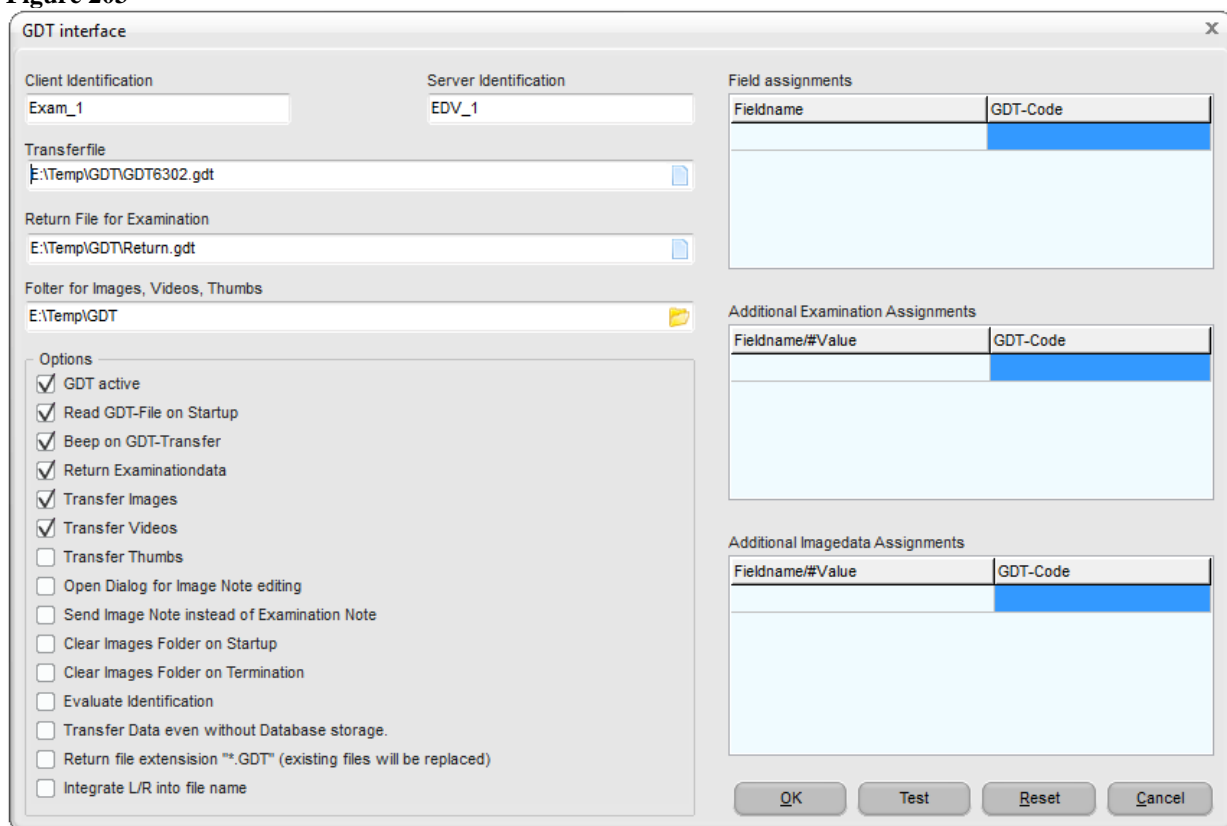 Figure 203
GDT interface
x
Client Identification
Server Identification
Exam_1
EDV_1
Transferfile
E:\Temp\GDT\GDT6302.gdt
Return File for Examination
E:\Temp\GDT\Return.gdt
Folter for Images, Videos, Thumbs
E:\Temp\GDT
Options
GDT active
Read GDT-File on Startup
Beep on GDT-Transfer
Return Examinationdata
Transfer Images
Transfer Videos
Transfer Thumbs
Open Dialog for Image Note editing
Send Image Note instead of Examination Note
Clear Images Folder on Startup
Clear Images Folder on Termination
Evaluate Identification
Transfer Data even without Database storage.
Return file extensision "*.GDT" (existing files will be replaced)
Integrate L/R into file name
Field assignments
Fieldname GDT-Code
Additional Examination Assignments
Fieldname/#Value GDT-Code
Additional Imagedata Assignments
Fieldname/#Value GDT-Code
OK Test Reset Cancel